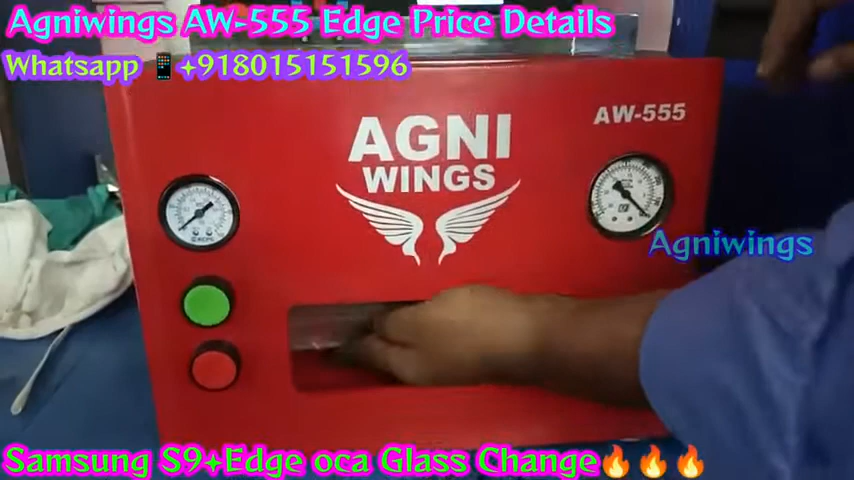 Agniwings AW-555 Edge Price Details
Whatsapp 📱+918015151596
AW-555
AGNI
WINGS
Agniwings
Samsung S9+Edge oca Glass Change🔥🔥🔥